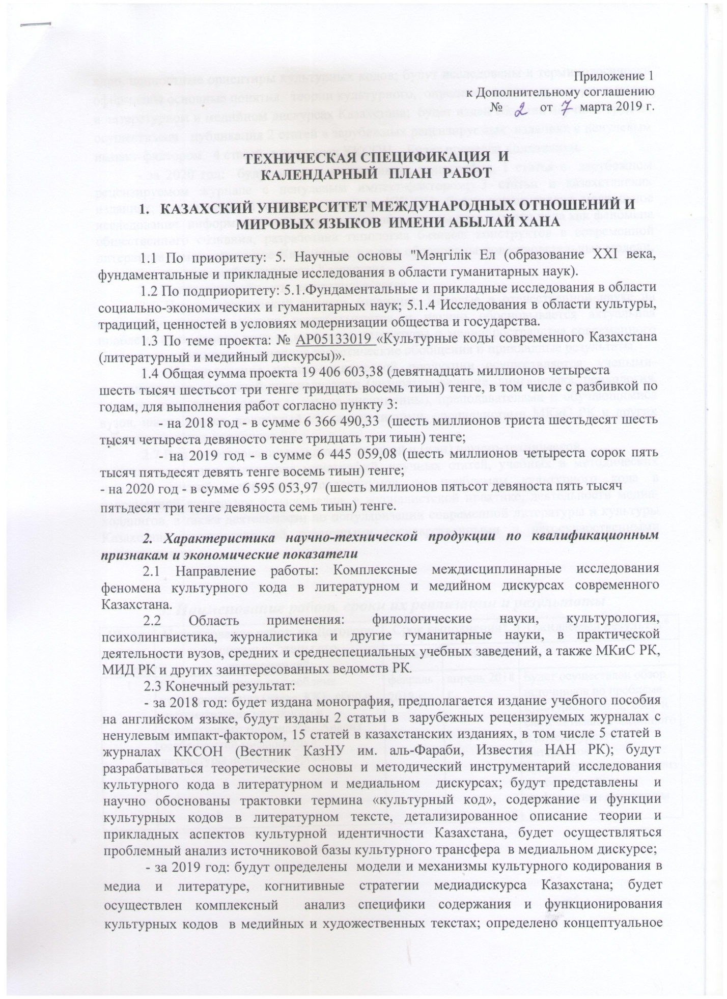 Приложение 1
к Дополнительному соглашению
№ 2 от 7 марта 2019 г.
ТЕХНИЧЕСКАЯ СПЕЦИФИКАЦИЯ И
КАЛЕНДАРНЫЙ ПЛАН РАБОТ
1. КАЗАХСКИЙ УНИВЕРСИТЕТ МЕЖДУНАРОДНЫХ ОТНОШЕНИЙ И
МИРОВЫХ ЯЗЫКОВ ИМЕНИ АБЫЛАЙ ХАНА
1.1 По приоритету: 5. Научные основы "Мәңгілік Ел (образование XXI века,
фундаментальные и прикладные исследования в области гуманитарных наук).
1.2 По подприоритету: 5.1.Фундаментальные и прикладные исследования в области
социально-экономических и гуманитарных наук; 5.1.4 Исследования в области культуры,
традиций, ценностей в условиях модернизации общества и государства.
1.3 По теме проекта: № АР05133019 «Культурные коды современного Казахстана
(литературный и медийный дискурсы)».
1.4 Общая сумма проекта 19 406 603,38 (девятнадцать миллионов четыреста
шесть тысяч шестьсот три тенге тридцать восемь тиын) тенге, в том числе с разбивкой по
годам, для выполнения работ согласно пункту 3:
- на 2018 год - в сумме 6 366 490,33 (шесть миллионов триста шестьдесят шесть
тысяч четыреста девяносто тенге тридцать три тиын) тенге;
- на 2019 год - в сумме 6 445 059,08 (шесть миллионов четыреста сорок пять
тысяч пятьдесят девять тенге восемь тиын) тенге;
- на 2020 год - в сумме 6 595 053,97 (шесть миллионов пятьсот девяноста пять тысяч
пятьдесят три тенге девяноста семь тиын) тенге.
2. Характеристика научно-технической продукции по квалификационным
признакам и экономические показатели
2.1 Направление работы: Комплексные междисциплинарные исследования
феномена культурного кода в литературном и медийном дискурсах современного
Казахстана.
2.2 Область применения: филологические науки, культурология,
психолингвистика, журналистика и другие гуманитарные науки, в практической
деятельности вузов, средних и среднеспециальных учебных заведений, а также МКиС РК,
МИД РК и других заинтересованных ведомств РК.
2.3 Конечный результат:
- за 2018 год: будет издана монография, предполагается издание учебного пособия
на английском языке, будут изданы 2 статьи в зарубежных рецензируемых журналах с
ненулевым импакт-фактором, 15 статей в казахстанских изданиях, в том числе 5 статей в
журналах ККСОН (Вестник КазНУ им. аль-Фараби, Известия НАН РК); будут
разрабатываться теоретические основы и методический инструментарий исследования
культурного кода в литературном и медиальном дискурсах; будут представлены и
научно обоснованы трактовки термина «культурный код», содержание и функции
культурных кодов в литературном тексте, детализированное описание теории и
прикладных аспектов культурной идентичности Казахстана, будет осуществляться
проблемный анализ источниковой базы культурного трансфера в медиальном дискурсе;
- за 2019 год: будут определены модели и механизмы культурного кодирования в
медиа и литературе, когнитивные стратегии медиадискурса Казахстана; будет
осуществлен комплексный анализ специфики содержания и функционирования
культурных кодов в медийных и художественных текстах; определено концептуальное